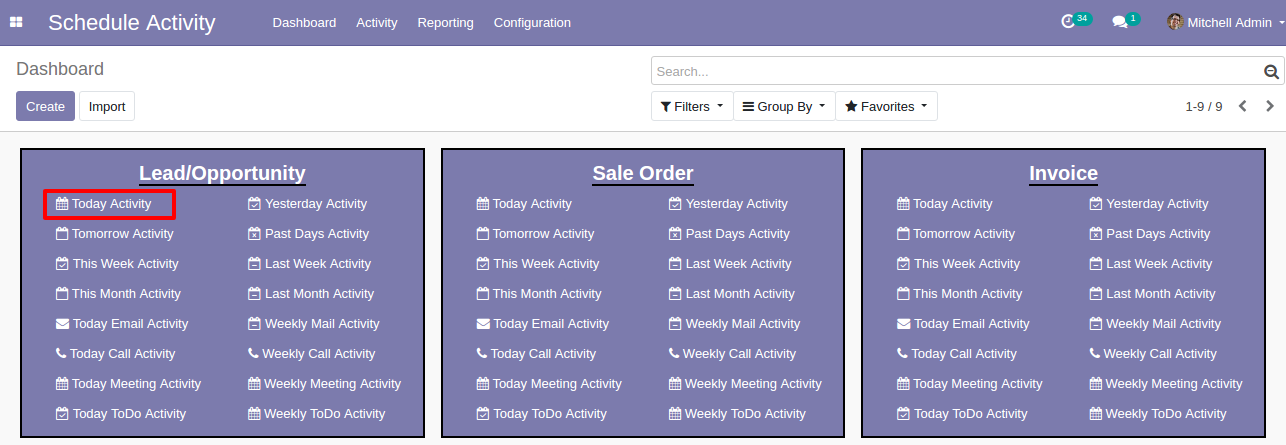 Schedule Activity Dashboard Activity Reporting Configuration 34 1 Mitchell Admin
Dashboard
Search...
Create Import Filters Group By Favorites 1-9 / 9
Lead/Opportunity
Today Activity Yesterday Activity
Tomorrow Activity Past Days Activity
This Week Activity Last Week Activity
This Month Activity Last Month Activity
Today Email Activity Weekly Mail Activity
Today Call Activity Weekly Call Activity
Today Meeting Activity Weekly Meeting Activity
Today ToDo Activity Weekly ToDo Activity
Sale Order
Today Activity Yesterday Activity
Tomorrow Activity Past Days Activity
This Week Activity Last Week Activity
This Month Activity Last Month Activity
Today Email Activity Weekly Mail Activity
Today Call Activity Weekly Call Activity
Today Meeting Activity Weekly Meeting Activity
Today ToDo Activity Weekly ToDo Activity
Invoice
Today Activity Yesterday Activity
Tomorrow Activity Past Days Activity
This Week Activity Last Week Activity
This Month Activity Last Month Activity
Today Email Activity Weekly Mail Activity
Today Call Activity Weekly Call Activity
Today Meeting Activity Weekly Meeting Activity
Today ToDo Activity Weekly ToDo Activity